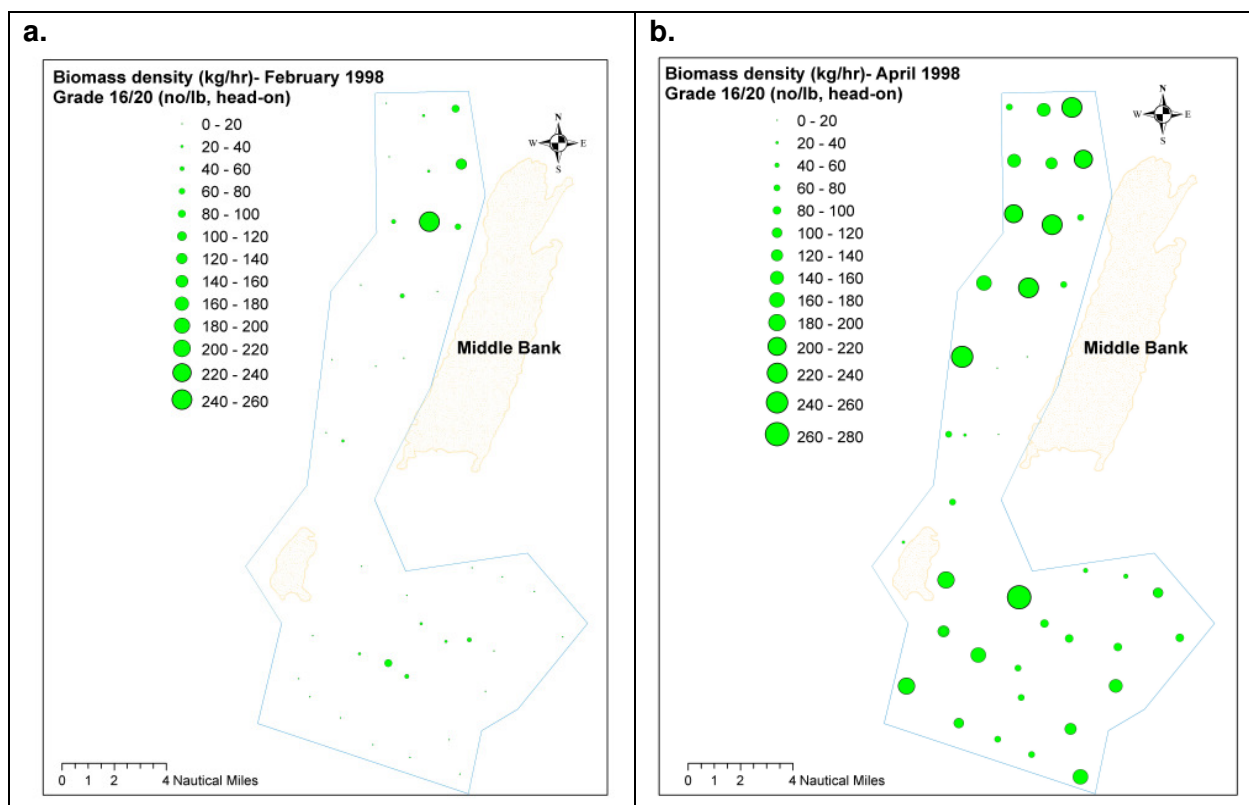 a.
Biomass density (kg/hr)- February 1998
Grade 16/20 (no/lb, head-on)
0 - 20
20 - 40
40 - 60
60 - 80
80 - 100
100 - 120
120 - 140
140 - 160
160 - 180
180 - 200
200 - 220
220 - 240
240 - 260
N
W E
S
Middle Bank
0 1 2 4 Nautical Miles
b.
Biomass density (kg/hr)- April 1998
Grade 16/20 (no/lb, head-on)
0 - 20
20 - 40
40 - 60
60 - 80
80 - 100
100 - 120
120 - 140
140 - 160
160 - 180
180 - 200
200 - 220
220 - 240
240 - 260
260 - 280
N
W E
S
Middle Bank
0 1 2 4 Nautical Miles